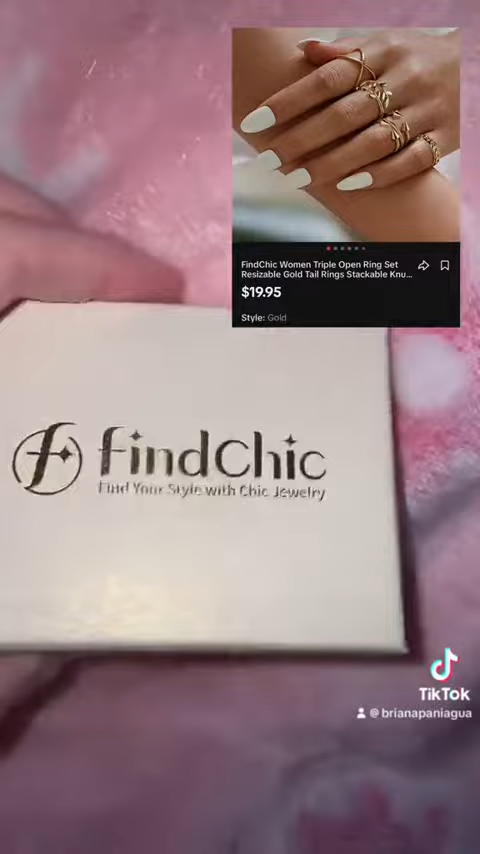 FindChic Women Triple Open Ring Set
Resizable Gold Tail Rings Stackable Knu...
$19.95
Style: Gold
f findChic
Find Your Style with Chic Jewelry
TikTok
@brianapaniagua